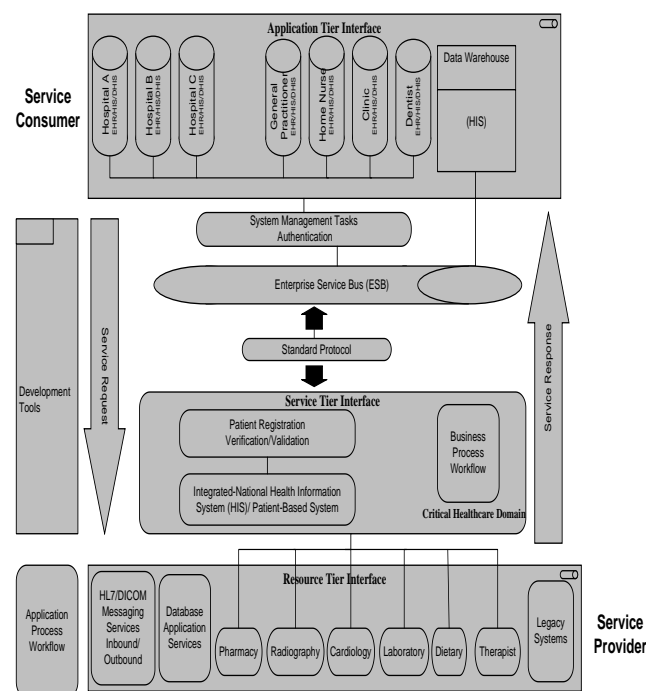 Application Tier Interface
Service
Consumer
Hospital A
EHR/HIS/DHIS
Hospital B
EHR/HIS/DHIS
Hospital C
EHR/HIS/DHIS
General
Practitioner
EHR/HIS/DHIS
Home Nurse
EHR/HIS/DHIS
Clinic
EHR/HIS/DHIS
Dentist
EHR/HIS/DHIS
Data Warehouse
(HIS)
System Management Tasks
Authentication
Enterprise Service Bus (ESB)
Standard Protocol
Development
Tools
Service Request
Service Response
Service Tier Interface
Patient Registration
Verification/Validation
Integrated-National Health Information
System (HIS)/ Patient-Based System
Business
Process
Workflow
Critical Healthcare Domain
Resource Tier Interface
Application
Process
Workflow
HL7/DICOM
Messaging
Services
Inbound/
Outbound
Database
Application
Services
Pharmacy
Radiography
Cardiology
Laboratory
Dietary
Therapist
Legacy
Systems
Service
Provider